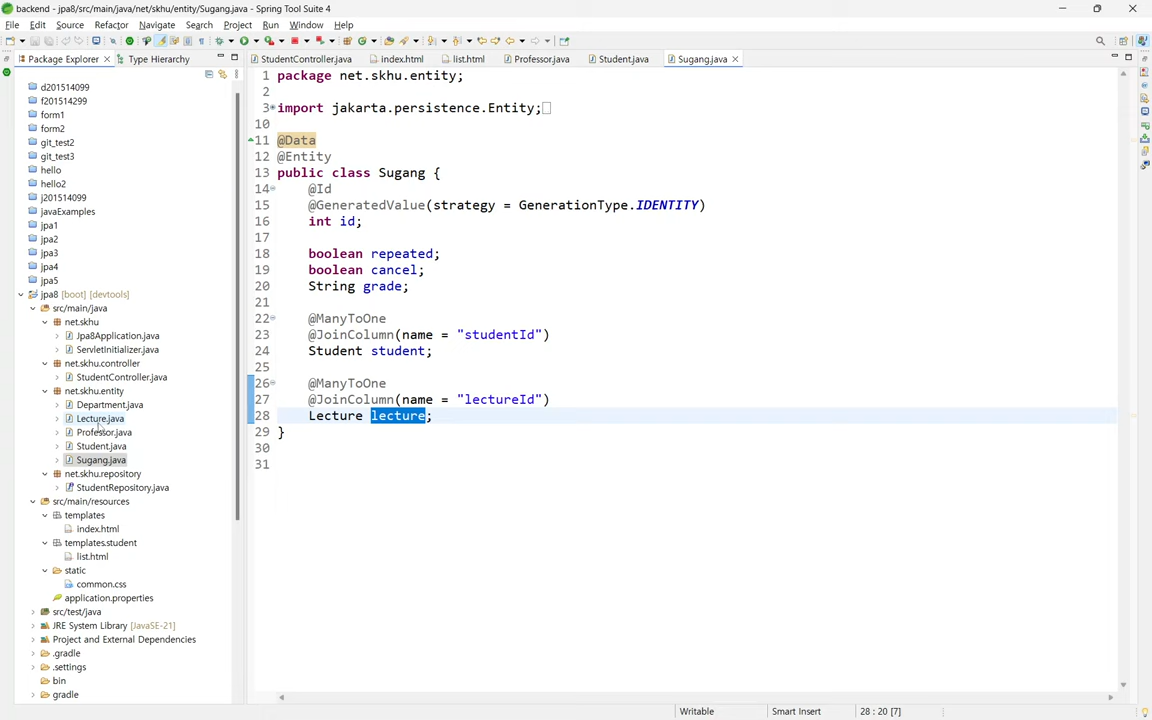 backend - jpa8/src/main/java/net/skhu/entity/Sugang.java - Spring Tool Suite 4
File Edit Source Refactor Navigate Search Project Run Window Help
Package Explorer Type Hierarchy
StudentController.java index.html list.html Professor.java Student.java Sugang.java
d201514099
f201514299
form1
form2
git_test2
git_test3
hello
hello2
j201514099
javaExamples
jpa1
jpa2
jpa3
jpa4
jpa5
jpa8 [boot] [devtools]
src/main/java
net.skhu
Jpa8Application.java
ServletInitializer.java
net.skhu.controller
StudentController.java
net.skhu.entity
Department.java
Lecture.java
Professor.java
Student.java
Sugang.java
net.skhu.repository
StudentRepository.java
src/main/resources
templates
index.html
templates.student
list.html
static
common.css
application.properties
src/test/java
JRE System Library [JavaSE-21]
Project and External Dependencies
.gradle
.settings
bin
gradle
1 package net.skhu.entity;
2
3 import jakarta.persistence.Entity;
10
11 @Data
12 @Entity
13 public class Sugang {
14 @Id
15 @GeneratedValue(strategy = GenerationType.IDENTITY)
16 int id;
17
18 boolean repeated;
19 boolean cancel;
20 String grade;
21
22 @ManyToOne
23 @JoinColumn(name = "studentId")
24 Student student;
25
26 @ManyToOne
27 @JoinColumn(name = "lectureId")
28 Lecture lecture;
29 }
30
31
Writable Smart Insert 28 : 20 [7]